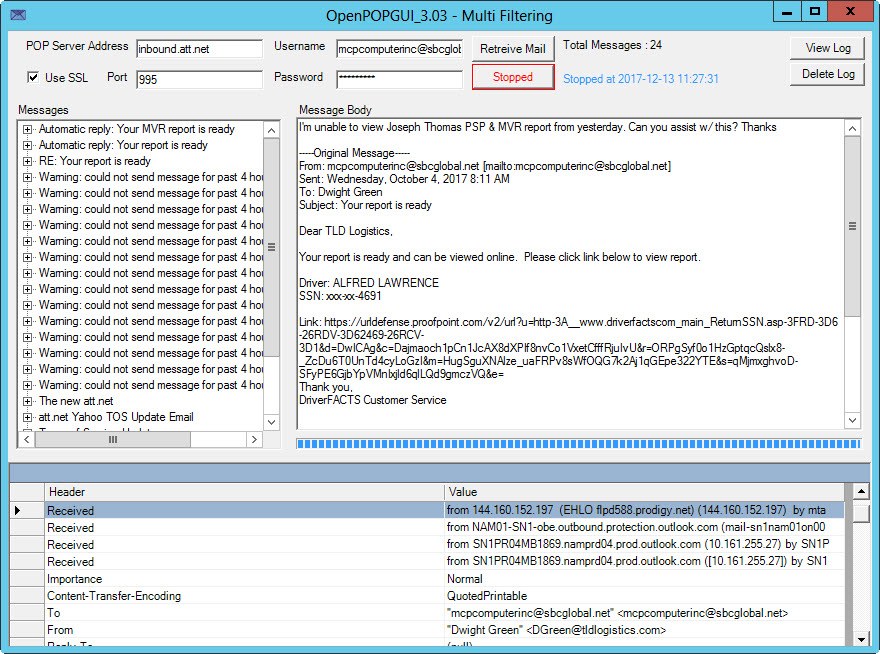 OpenPOPGUI_3.03 - Multi Filtering
POP Server Address inbound.att.net Username mcpcomputerinc@sbcglob Retreive Mail Total Messages : 24 View Log
Use SSL Port 995 Password ********* Stopped Stopped at 2017-12-13 11:27:31 Delete Log
Messages
Automatic reply: Your MVR report is ready
Automatic reply: Your report is ready
RE: Your report is ready
Warning: could not send message for past 4 hou
Warning: could not send message for past 4 hou
Warning: could not send message for past 4 hou
Warning: could not send message for past 4 hou
Warning: could not send message for past 4 hou
Warning: could not send message for past 4 hou
Warning: could not send message for past 4 hou
Warning: could not send message for past 4 hou
Warning: could not send message for past 4 hou
Warning: could not send message for past 4 hou
Warning: could not send message for past 4 hou
Warning: could not send message for past 4 hou
Warning: could not send message for past 4 hou
Warning: could not send message for past 4 hou
The new att.net
att.net Yahoo TOS Update Email
Message Body
I'm unable to view Joseph Thomas PSP & MVR report from yesterday. Can you assist w/ this? Thanks
-----Original Message-----
From: mcpcomputerinc@sbcglobal.net [mailto:mcpcomputerinc@sbcglobal.net]
Sent: Wednesday, October 4, 2017 8:11 AM
To: Dwight Green
Subject: Your report is ready
Dear TLD Logistics,
Your report is ready and can be viewed online.  Please click link below to view report.
Driver: ALFRED LAWRENCE
SSN: xxx-xx-4691
Link: https://urldefense.proofpoint.com/v2/url?u=http-3A__www.driverfactscom_main_ReturnSSN.asp-3FRD-3D6
-26RDV-3D62469-26RCV-
3D1&d=DwICAg&c=Dajmaoch1pCn1JcAX8dXPlf8nvCo1VxetCfffRjuIvU&r=ORPgSyf0o1HzGptqcQslx8-
_ZcDu6T0UnTd4cyLoGzI&m=HugSguXNAlze_uaFRPv8sWfOQG7k2Aj1qGEpe322YTE&s=qMjmxghvoD-
SFyPE6GjbYpVMnlxjld6qILQd9gmczVQ&e=
Thank you,
DriverFACTS Customer Service
Header Value
Received from 144.160.152.197  (EHLO flpd588.prodigy.net) (144.160.152.197)  by mta
Received from NAM01-SN1-obe.outbound.protection.outlook.com (mail-sn1nam01on00
Received from SN1PR04MB1869.namprd04.prod.outlook.com (10.161.255.27) by SN1P
Received from SN1PR04MB1869.namprd04.prod.outlook.com ([10.161.255.27]) by SN1
Importance Normal
Content-Transfer-Encoding QuotedPrintable
To "mcpcomputerinc@sbcglobal.net" <mcpcomputerinc@sbcglobal.net>
From "Dwight Green" <DGreen@tldlogistics.com>
Reply-To (null)